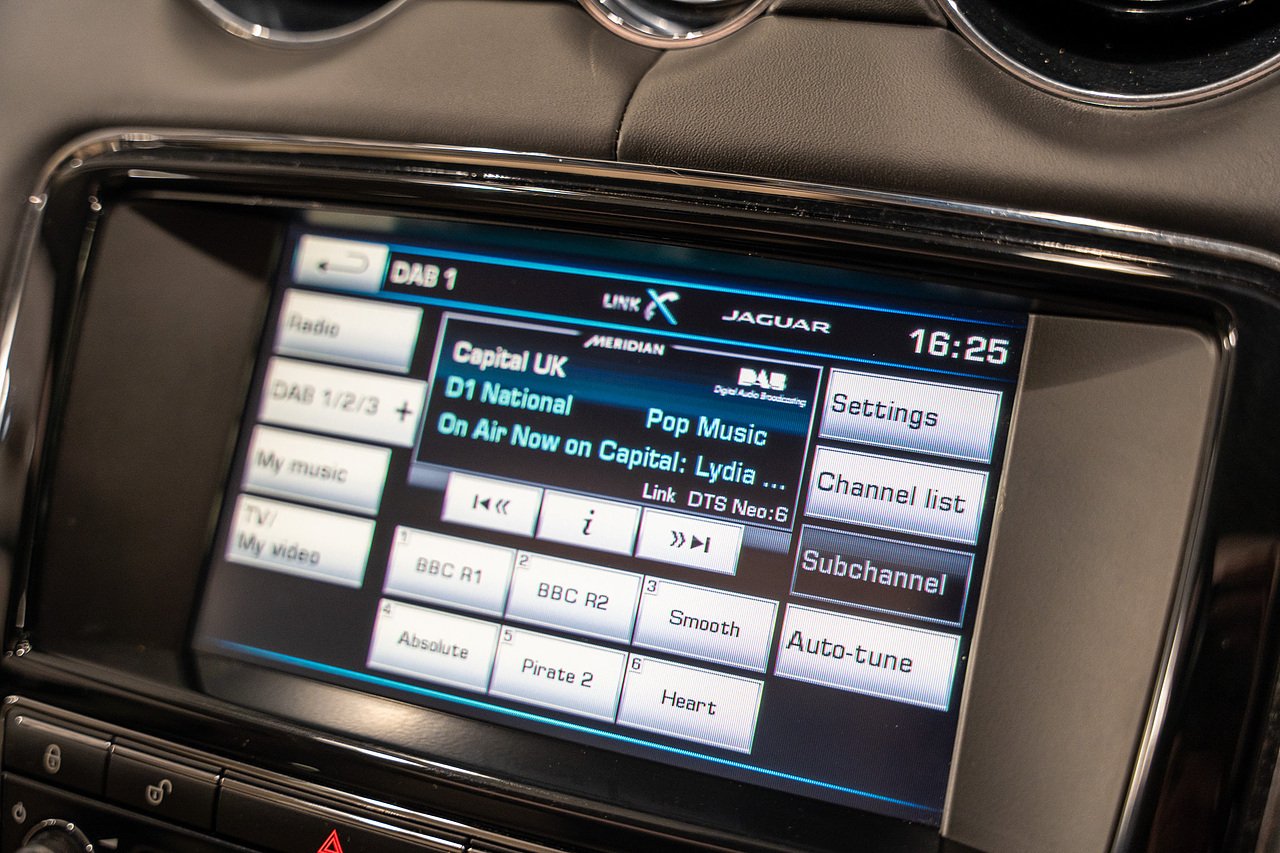 DAB 1
LINK
JAGUAR
16:25
Radio
DAB 1/2/3 +
My music
TV/
My video
MERIDIAN
Capital UK
DAB
Digital Audio Broadcasting
D1 National
Pop Music
On Air Now on Capital: Lydia ...
Link DTS Neo:6
i
Settings
Channel list
Subchannel
Auto-tune
1 BBC R1
2 BBC R2
3 Smooth
4 Absolute
5 Pirate 2
6 Heart